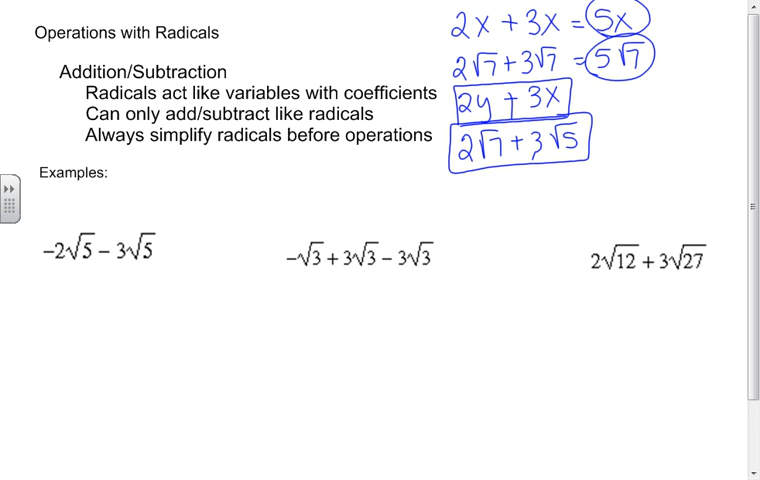 Operations with Radicals
2x + 3x = 5x
2√7 + 3√7 = 5√7
Addition/Subtraction
Radicals act like variables with coefficients
2y + 3x
Can only add/subtract like radicals
Always simplify radicals before operations
2√7 + 3√5
Examples:
−2√5 − 3√5
−√3 + 3√3 − 3√3
2√12 + 3√27